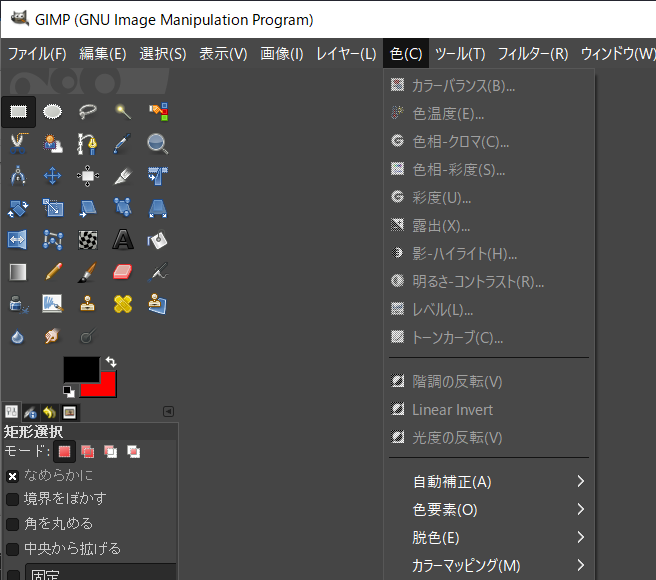 GIMP (GNU Image Manipulation Program)
ファイル(F) 編集(E) 選択(S) 表示(V) 画像(I) レイヤー(L) 色(C) ツール(T) フィルター(R) ウィンドウ(W)
カラーバランス(B)...
色温度(E)...
色相-クロマ(C)...
色相-彩度(S)...
彩度(U)...
露出(X)...
影-ハイライト(H)...
明るさ-コントラスト(R)...
レベル(L)...
トーンカーブ(C)...
階調の反転(V)
Linear Invert
光度の反転(V)
自動補正(A)
色要素(O)
脱色(E)
カラーマッピング(M)
矩形選択
モード:
なめらかに
境界をぼかす
角を丸める
中央から拡げる
固定